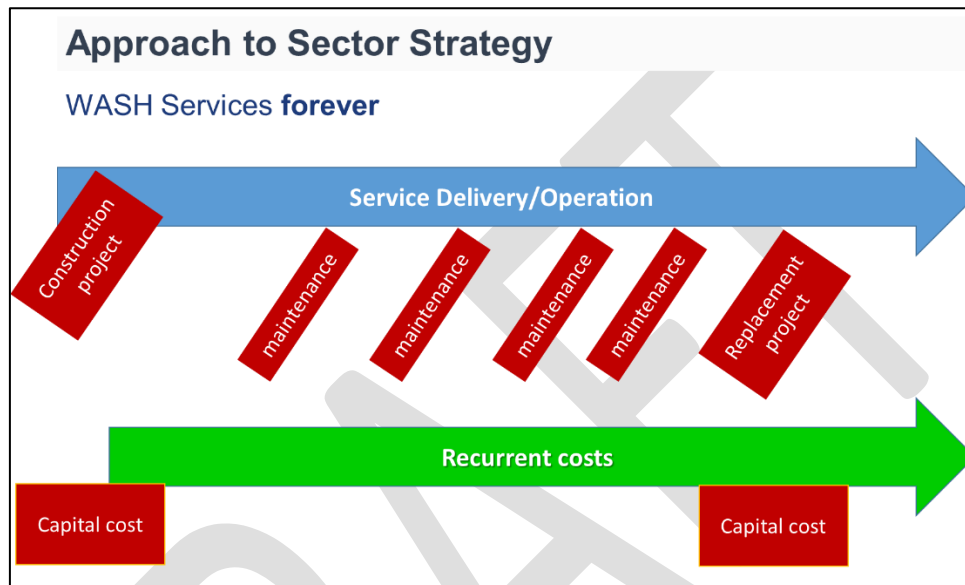 Approach to Sector Strategy
WASH Services forever
Service Delivery/Operation
Construction
project
maintenance
maintenance
maintenance
maintenance
Replacement
project
Recurrent costs
Capital cost
Capital cost
DRAFT